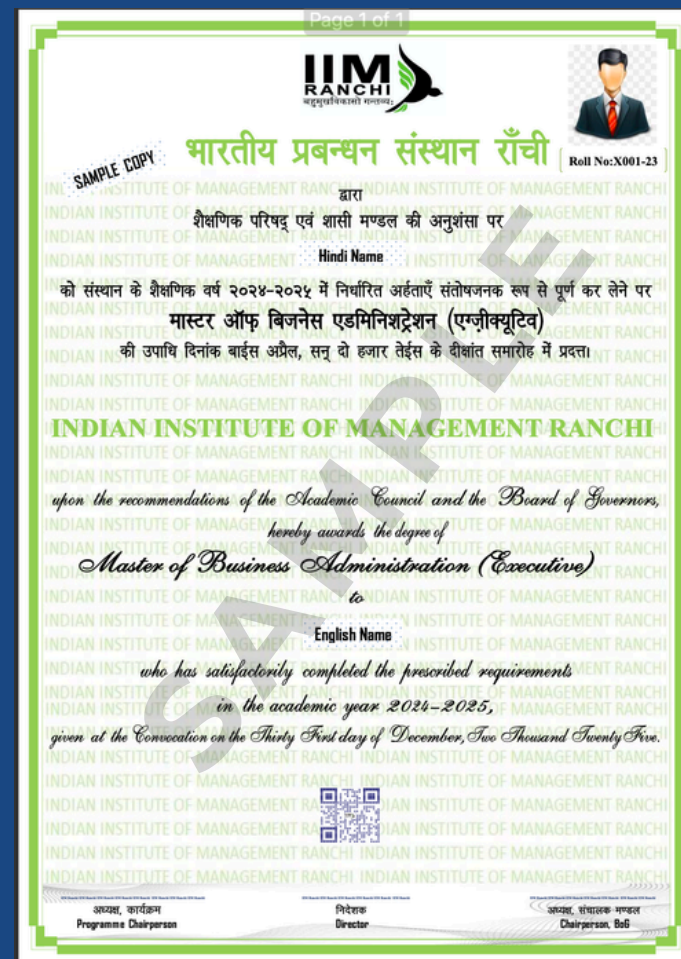 Page 1 of 1
IIM
RANCHI
बहुमुखविकासो गन्तव्यः
SAMPLE COPY
भारतीय प्रबन्धन संस्थान राँची
Roll No:X001-23
द्वारा
शैक्षणिक परिषद् एवं शासी मण्डल की अनुशंसा पर
Hindi Name
को संस्थान के शैक्षणिक वर्ष २०२४-२०२५ में निर्धारित अर्हताएँ संतोषजनक रूप से पूर्ण कर लेने पर
मास्टर ऑफ़ बिजनेस एडमिनिशट्रेशन (एग्ज़ीक्यूटिव)
की उपाधि दिनांक बाईस अप्रैल, सन् दो हजार तेईस के दीक्षांत समारोह में प्रदत्त।
INDIAN INSTITUTE OF MANAGEMENT RANCHI
upon the recommendations of the Academic Council and the Board of Governors,
hereby awards the degree of
Master of Business Administration (Executive)
to
English Name
who has satisfactorily completed the prescribed requirements
in the academic year 2024-2025,
given at the Convocation on the Thirty First day of December, Two Thousand Twenty Five.
SAMPLE
अध्यक्ष, कार्यक्रम
Programme Chairperson
निदेशक
Director
अध्यक्ष, संचालक मण्डल
Chairperson, BoG